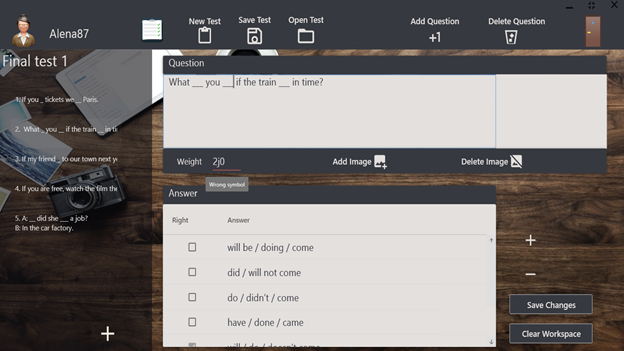 Alena87
New Test
Save Test
Open Test
Add Question
+1
Delete Question
Final test 1
1. If you _ tickets we __ Paris.
2. What _ you __ if the train __ in ti
3. If my friend _ to our town next y
4. If you are free, watch the film th
5. A: __ did she ___ a job?
B: In the car factory.
+
Question
What __ you __ if the train __ in time?
Weight
2j0
Add Image
Delete Image
Wrong symbol
Answer
Right
Answer
will be / doing / come
did / will not come
do / didn't / come
have / done / came
will / do / doesn't come
+
−
Save Changes
Clear Workspace